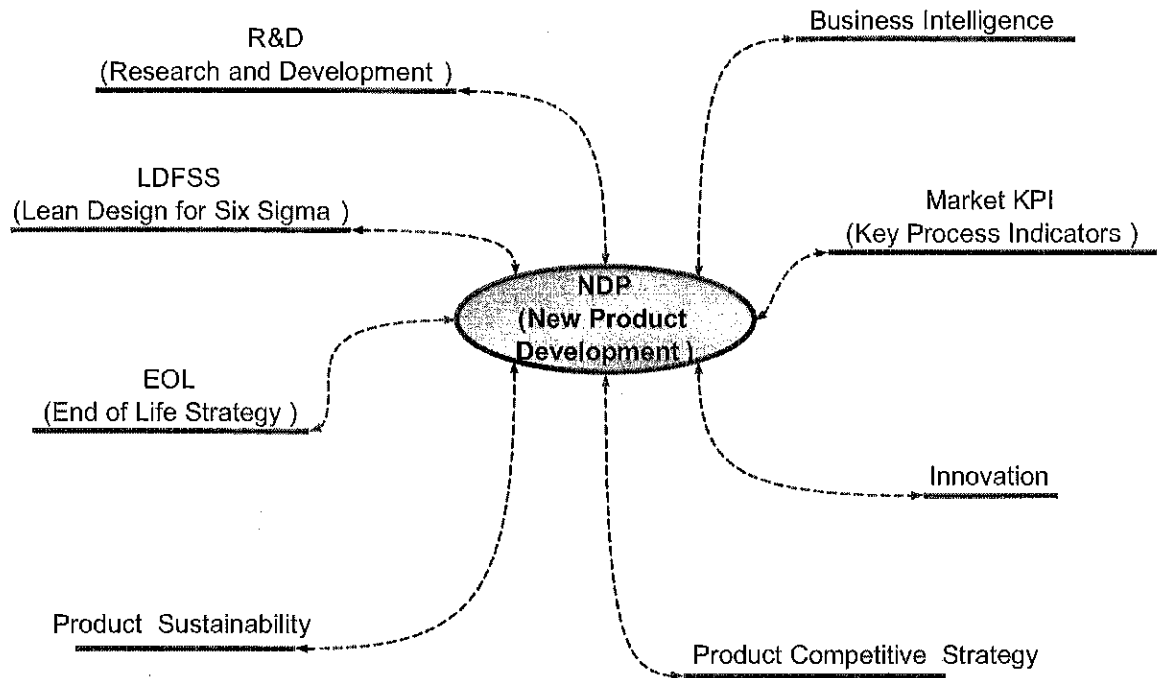 Business Intelligence
R&D
(Research and Development )
LDFSS
(Lean Design for Six Sigma )
Market KPI
(Key Process Indicators )
NDP
(New Product
Development )
EOL
(End of Life Strategy )
Innovation
Product Sustainability
Product Competitive Strategy